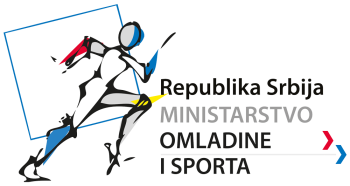 Republika Srbija
MINISTARSTVO
OMLADINE
I SPORTA